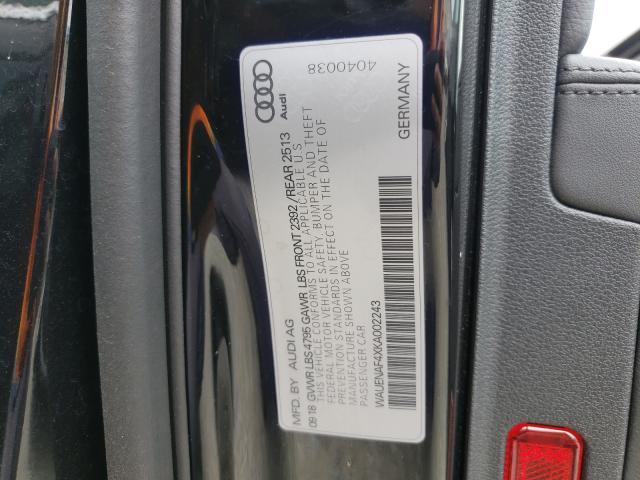 MFD. BY AUDI AG
09 18 GVWR LBS 4795 GAWR LBS FRONT 2392/REAR 2513
THIS VEHICLE CONFORMS TO ALL APPLICABLE U.S.
FEDERAL MOTOR VEHICLE SAFETY, BUMPER AND THEFT
PREVENTION STANDARDS IN EFFECT ON THE DATE OF
MANUFACTURE SHOWN ABOVE
PASSENGER CAR
WAUENAF4XKA002243
GERMANY
Audi
4040038